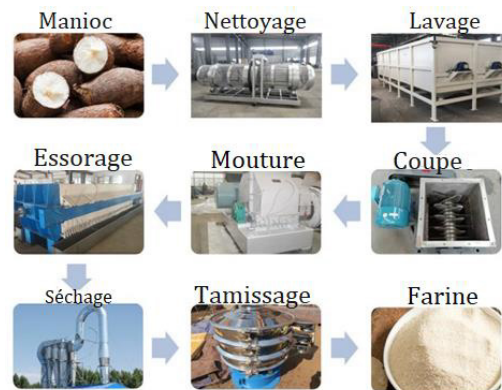 Manioc
Nettoyage
Lavage
Essorage
Mouture
Coupe
Séchage
Tamissage
Farine